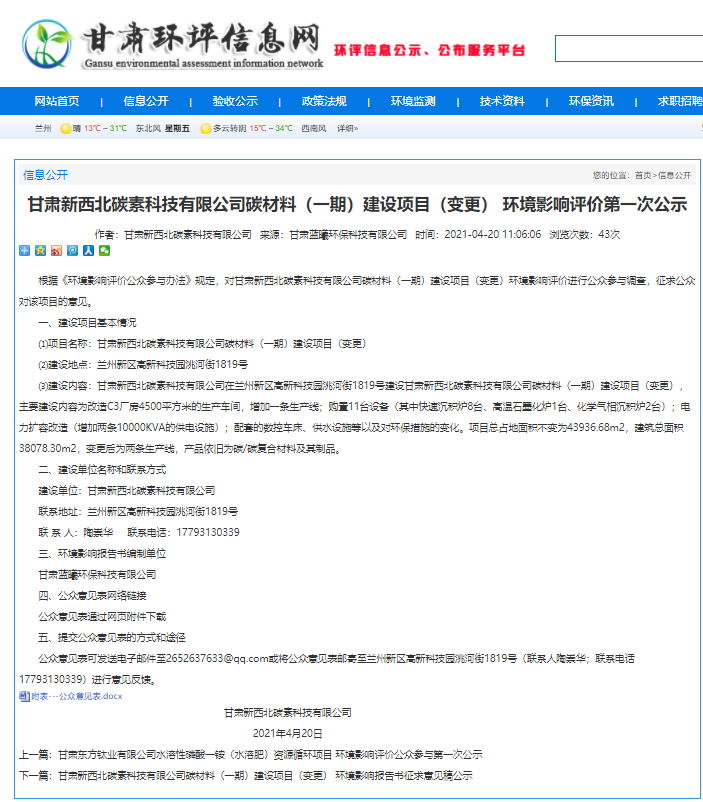 甘肃环评信息网
Gansu environmental assessment information network
环评信息公示、公布服务平台
网站首页 | 信息公开 | 验收公示 | 政策法规 | 环境监测 | 技术资料 | 环保资讯 | 求职招聘
兰州 晴 13℃~31℃ 东北风 星期五 多云转阴 15℃~34℃ 西南风 详细»
信息公开
您的位置：首页>信息公开
甘肃新西北碳素科技有限公司碳材料（一期）建设项目（变更） 环境影响评价第一次公示
作者：甘肃新西北碳素科技有限公司 来源：甘肃蓝曦环保科技有限公司 时间：2021-04-20 11:06:06 浏览次数：43次
根据《环境影响评价公众参与办法》规定，对甘肃新西北碳素科技有限公司碳材料（一期）建设项目（变更）环境影响评价进行公众参与调查，征求公众
对该项目的意见。
一、建设项目基本情况
⑴项目名称：甘肃新西北碳素科技有限公司碳材料（一期）建设项目（变更）
⑵建设地点：兰州新区高新科技园洮河街1819号
⑶建设内容：甘肃新西北碳素科技有限公司在兰州新区高新科技园洮河街1819号建设甘肃新西北碳素科技有限公司碳材料（一期）建设项目（变更），
主要建设内容为改造C3厂房4500平方米的生产车间，增加一条生产线；购置11台设备（其中快速沉积炉8台、高温石墨化炉1台、化学气相沉积炉2台）；电
力扩容改造（增加两条10000KVA的供电设施）；配套的数控车床、供水设施等以及对环保措施的变化。项目总占地面积不变为43936.68m2，建筑总面积
38078.30m2，变更后为两条生产线，产品依旧为碳/碳复合材料及其制品。
二、建设单位名称和联系方式
建设单位：甘肃新西北碳素科技有限公司
联系地址：兰州新区高新科技园洮河街1819号
联 系 人：陶崇华 联系电话：17793130339
三、环境影响报告书编制单位
甘肃蓝曦环保科技有限公司
四、公众意见表网络链接
公众意见表通过网页附件下载
五、提交公众意见表的方式和途径
公众意见表可发送电子邮件至2652637633@qq.com或将公众意见表邮寄至兰州新区高新科技园洮河街1819号（联系人陶崇华；联系电话
17793130339）进行意见反馈。
附表---公众意见表.docx
甘肃新西北碳素科技有限公司
2021年4月20日
上一篇：甘肃东方钛业有限公司水溶性磷酸一铵（水溶肥）资源循环项目 环境影响评价公众参与第一次公示
下一篇：甘肃新西北碳素科技有限公司碳材料（一期）建设项目（变更） 环境影响报告书征求意见稿公示